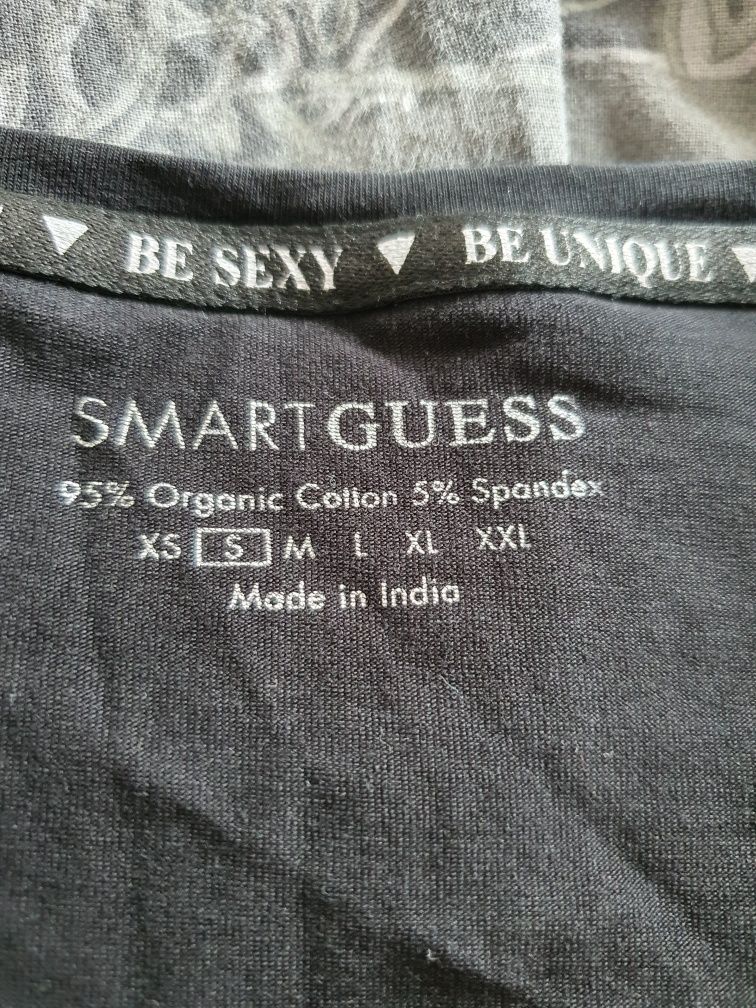 BE SEXY BE UNIQUE
SMARTGUESS
95% Organic Cotton 5% Spandex
XS S M L XL XXL
Made in India